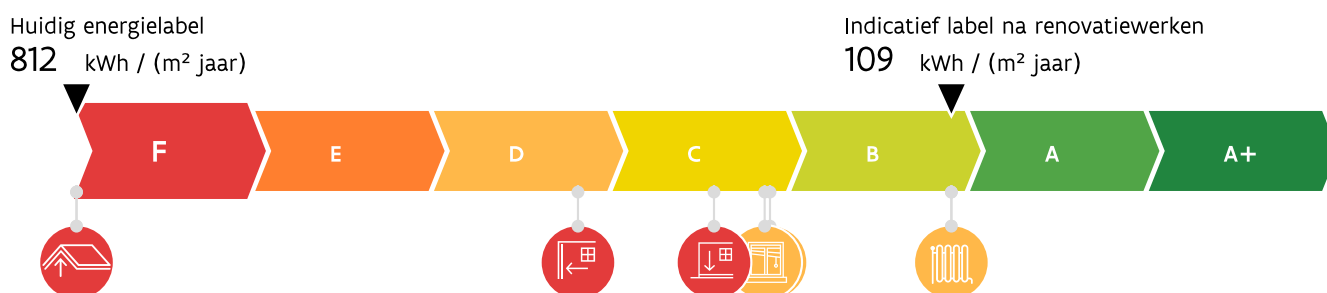 Huidig energielabel
812 kWh / (m² jaar)
Indicatief label na renovatiewerken
109 kWh / (m² jaar)
F E D C B A A+